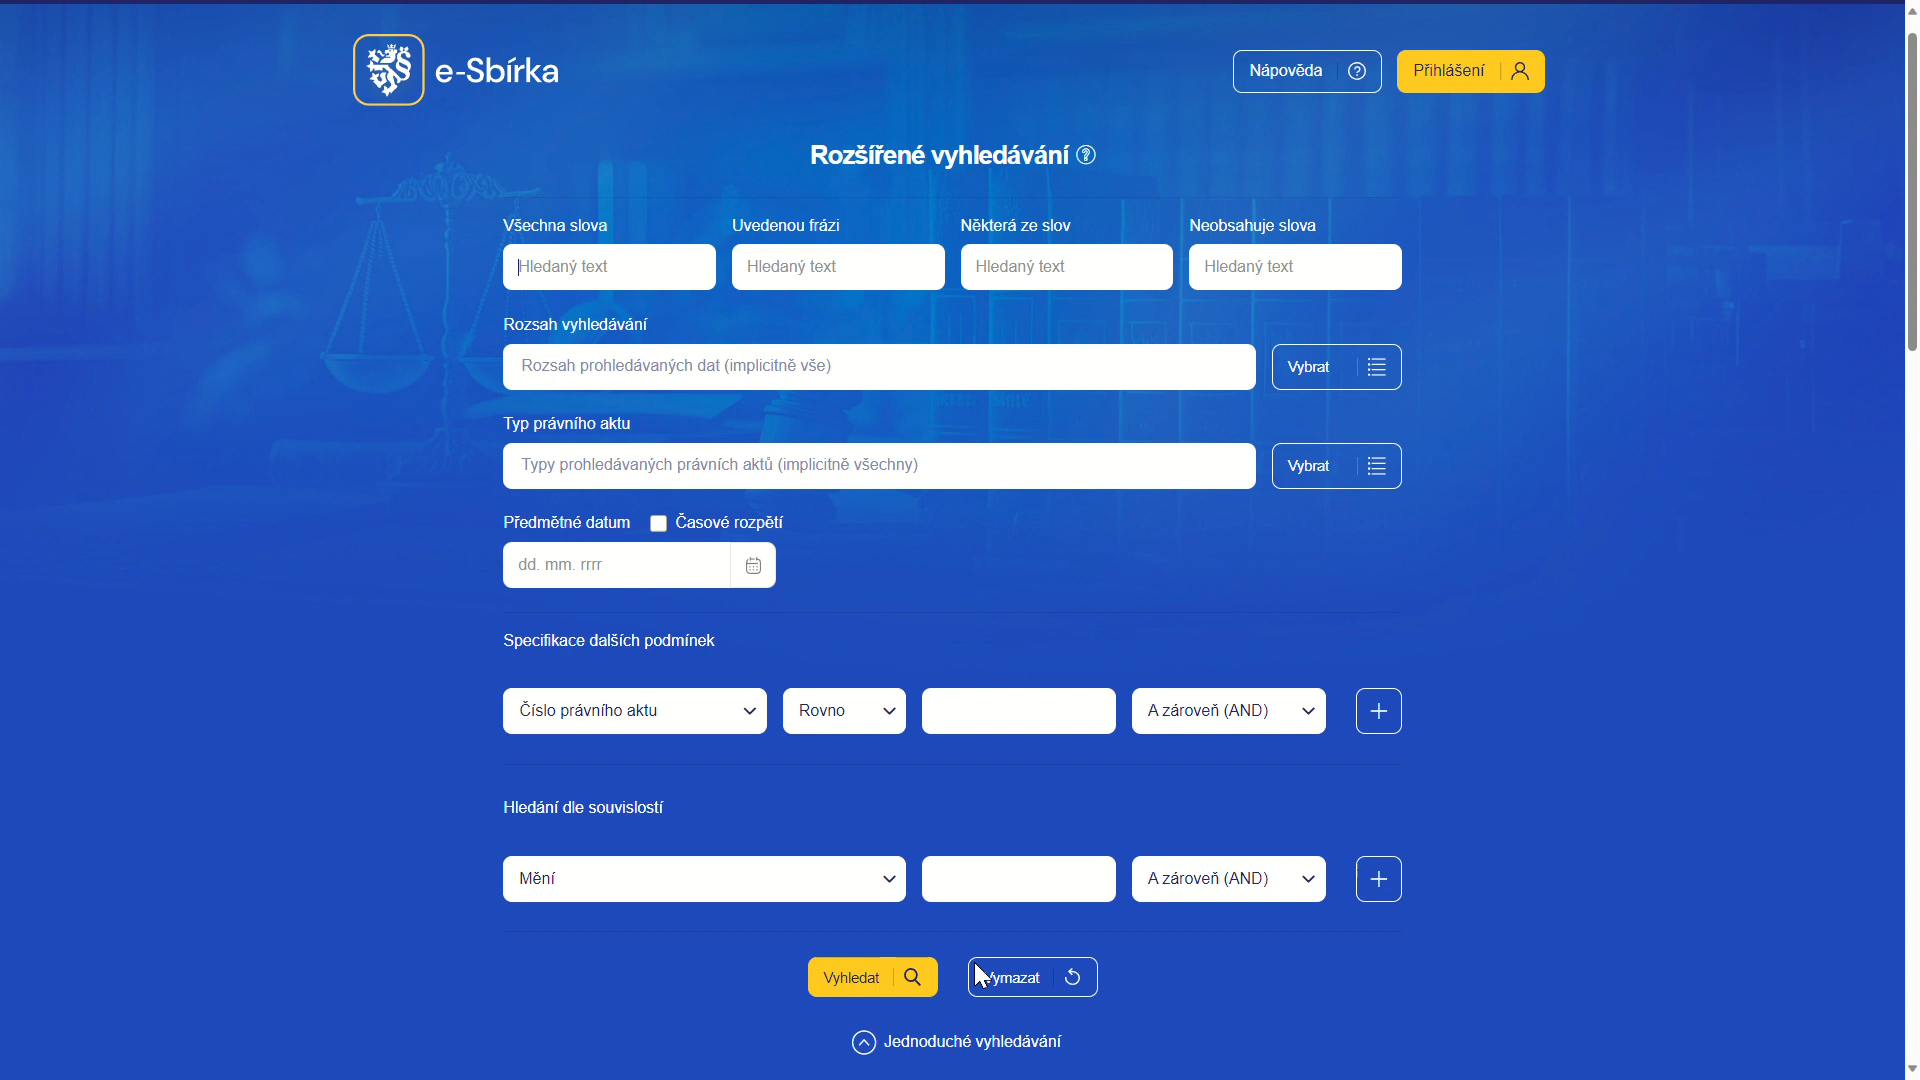 e-Sbírka
Nápověda
Přihlášení
Rozšířené vyhledávání
Všechna slova
Uvedenou frázi
Některá ze slov
Neobsahuje slova
Hledaný text
Hledaný text
Hledaný text
Hledaný text
Rozsah vyhledávání
Rozsah prohledávaných dat (implicitně vše)
Vybrat
Typ právního aktu
Typy prohledávaných právních aktů (implicitně všechny)
Vybrat
Předmětné datum
Časové rozpětí
dd. mm. rrrr
Specifikace dalších podmínek
Číslo právního aktu
Rovno
A zároveň (AND)
Hledání dle souvislostí
Mění
A zároveň (AND)
Vyhledat
Vymazat
Jednoduché vyhledávání